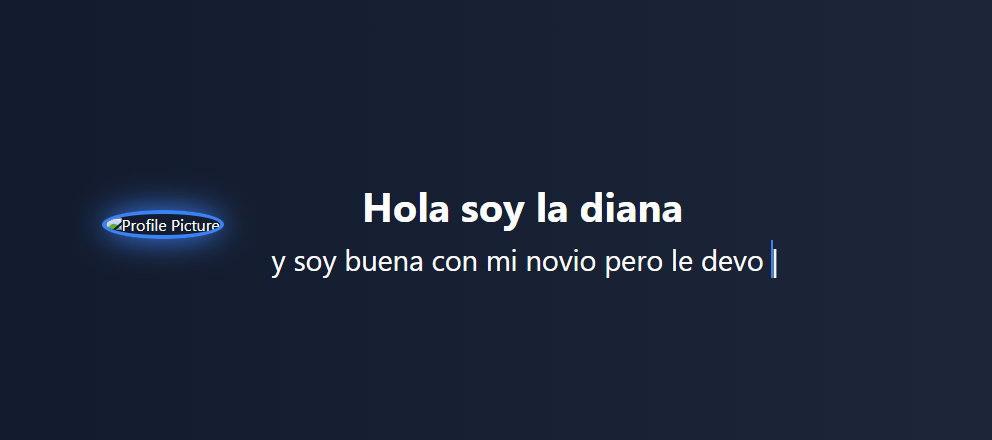 Hola soy la diana
Profile Picture
y soy buena con mi novio pero le devo |